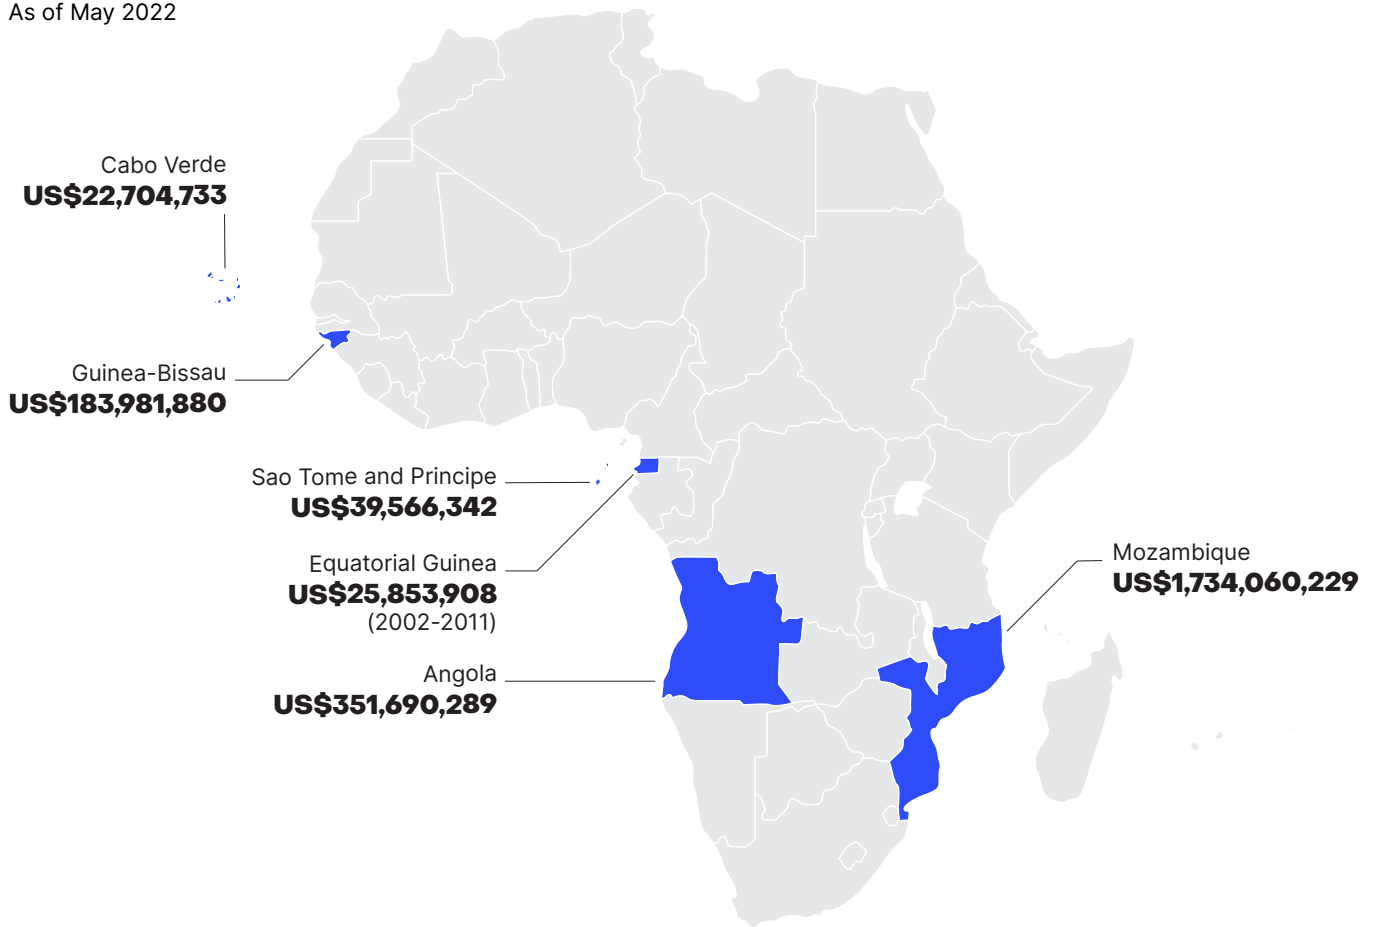 As of May 2022
Cabo Verde
US$22,704,733
Guinea-Bissau
US$183,981,880
Sao Tome and Principe
US$39,566,342
Equatorial Guinea
US$25,853,908
(2002-2011)
Angola
US$351,690,289
Mozambique
US$1,734,060,229